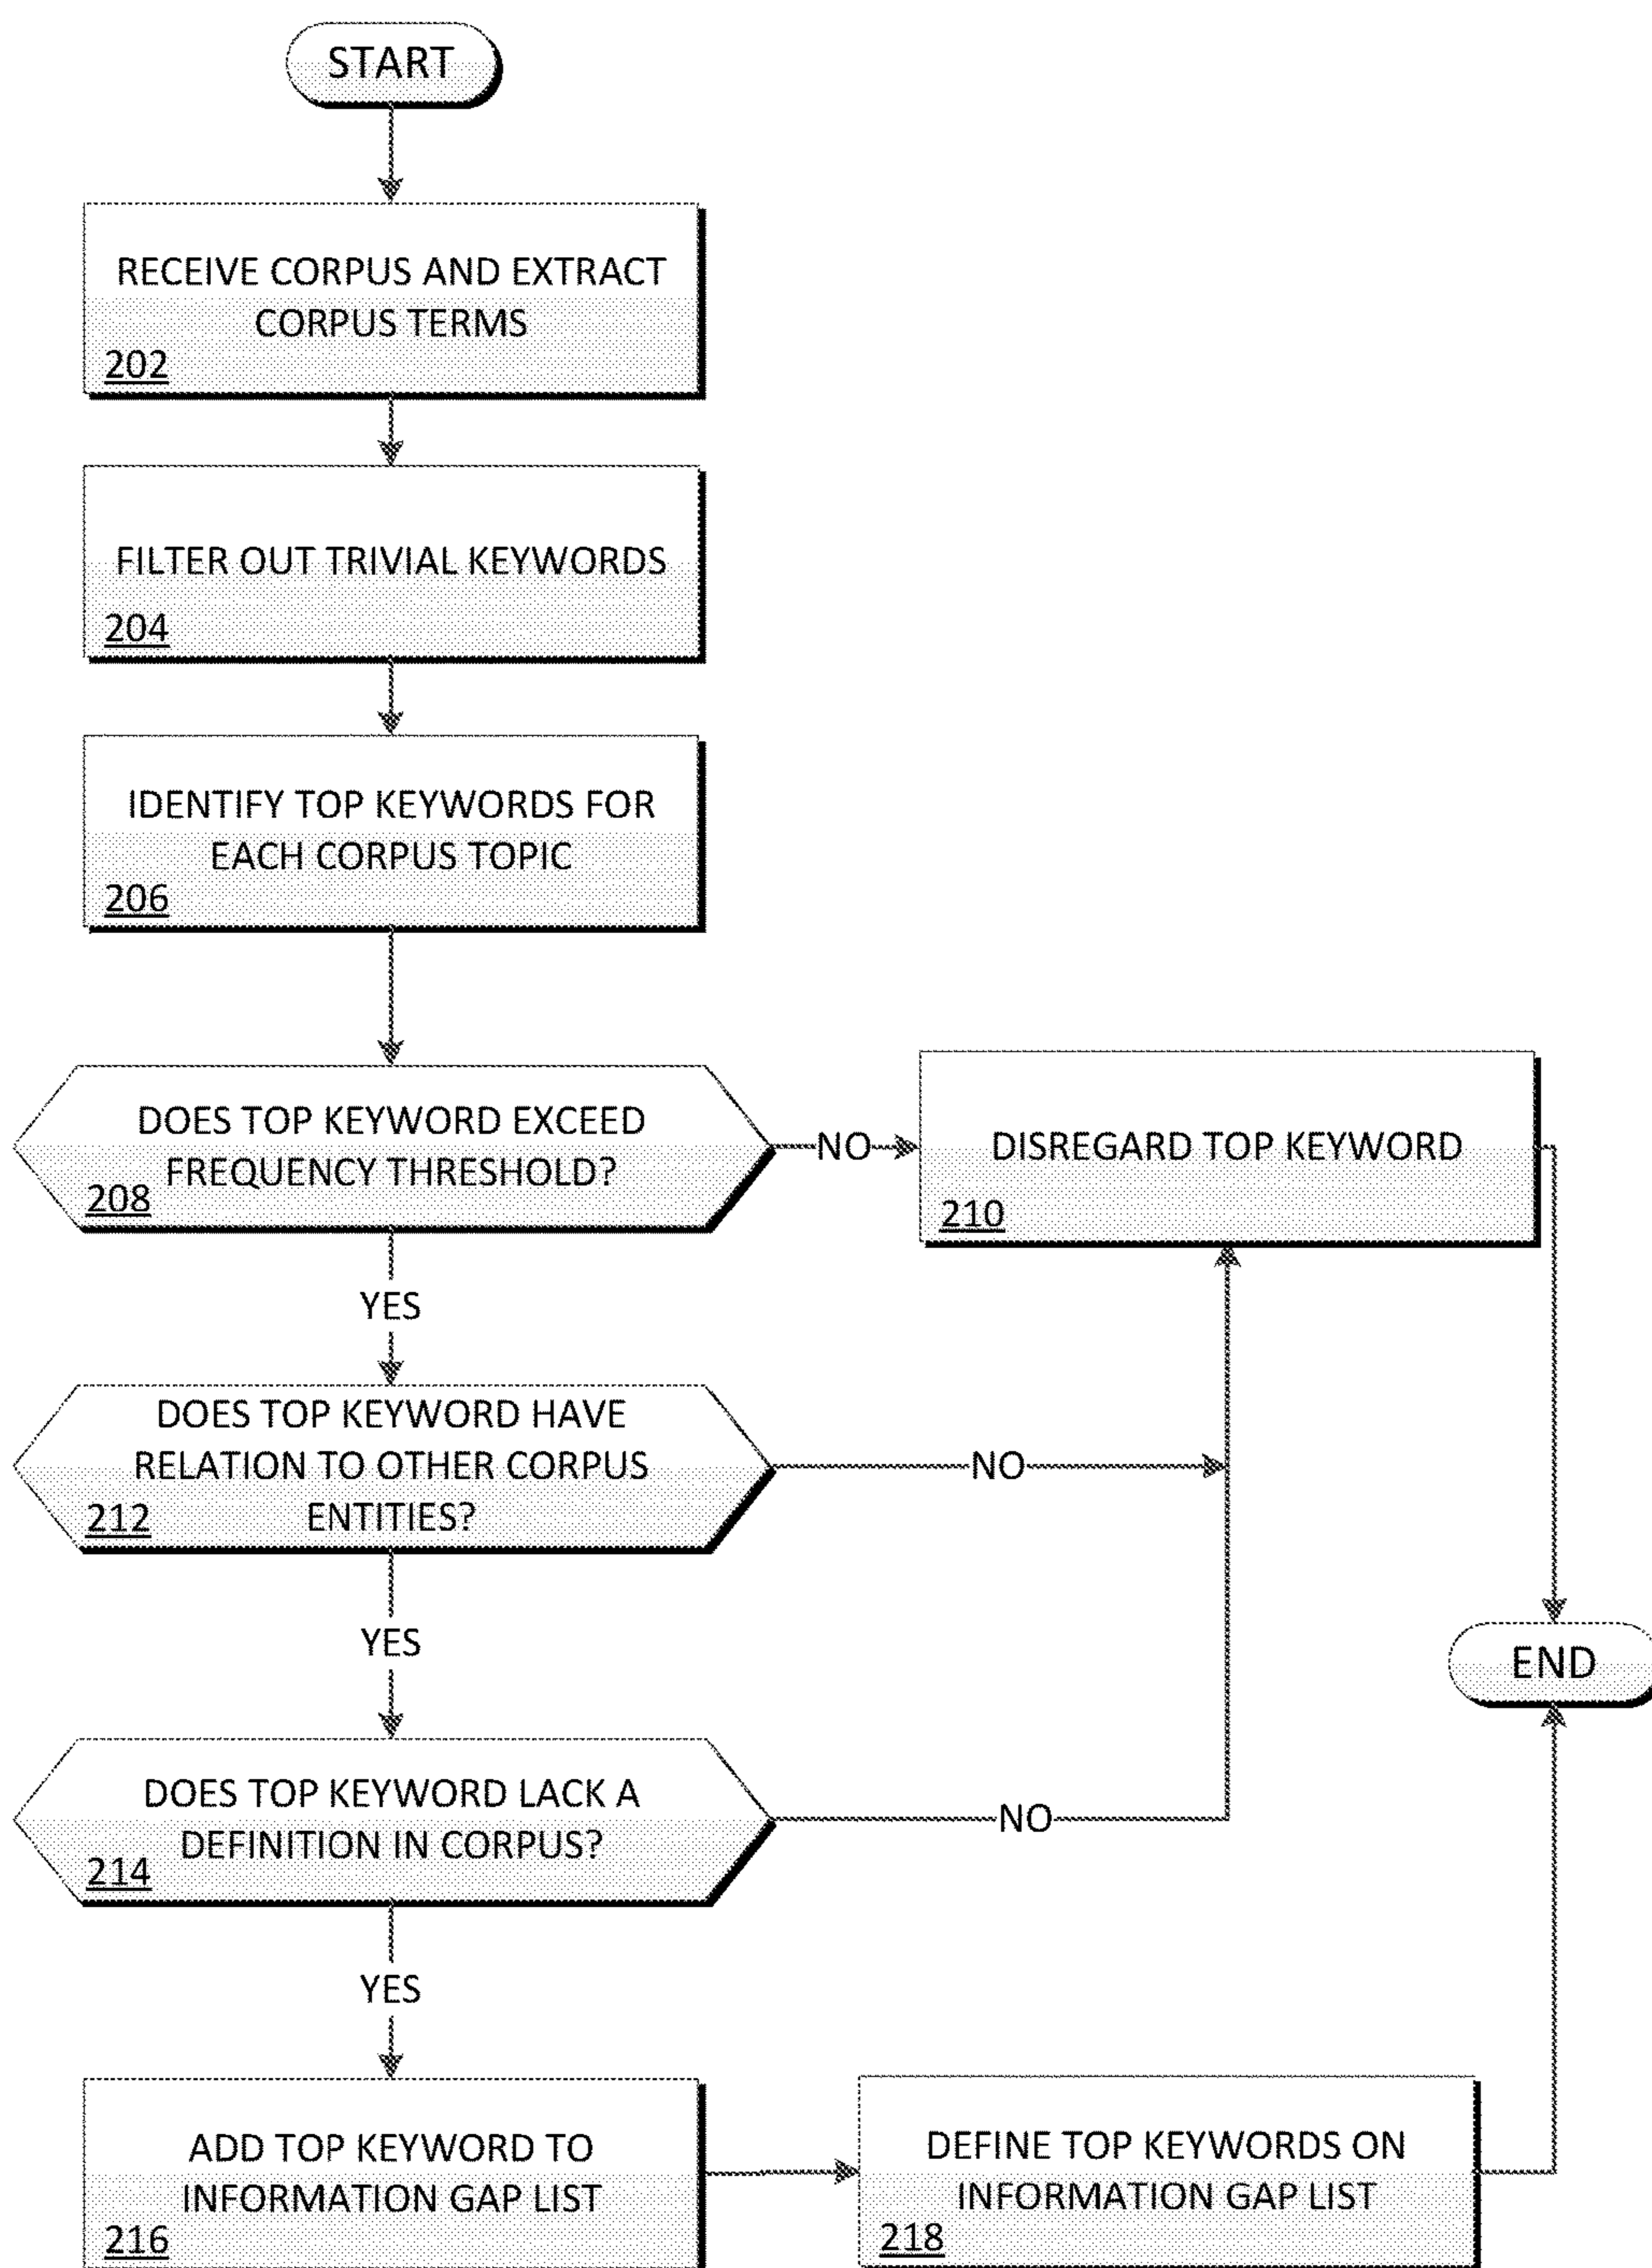 START
RECEIVE CORPUS AND EXTRACT
CORPUS TERMS
202
FILTER OUT TRIVIAL KEYWORDS
204
IDENTIFY TOP KEYWORDS FOR
EACH CORPUS TOPIC
206
DOES TOP KEYWORD EXCEED
FREQUENCY THRESHOLD?
208
NO
DISREGARD TOP KEYWORD
210
YES
DOES TOP KEYWORD HAVE
RELATION TO OTHER CORPUS
ENTITIES?
212
NO
YES
END
DOES TOP KEYWORD LACK A
DEFINITION IN CORPUS?
214
NO
YES
ADD TOP KEYWORD TO
INFORMATION GAP LIST
216
DEFINE TOP KEYWORDS ON
INFORMATION GAP LIST
218